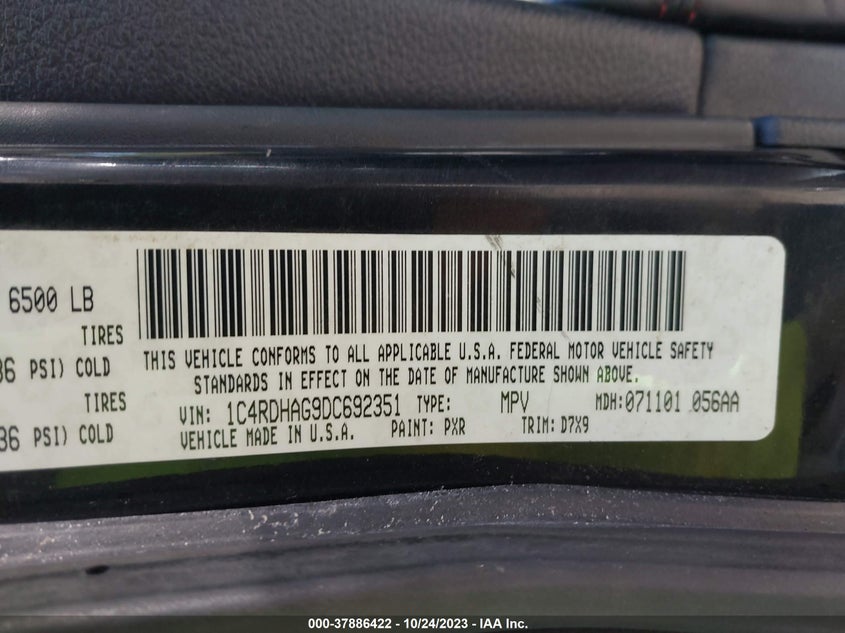 6500 LB
TIRES
36 PSI) COLD
TIRES
36 PSI) COLD
THIS VEHICLE CONFORMS TO ALL APPLICABLE U.S.A. FEDERAL MOTOR VEHICLE SAFETY
STANDARDS IN EFFECT ON THE DATE OF MANUFACTURE SHOWN ABOVE.
VIN: 1C4RDHAG9DC692351 TYPE: MPV MDH:071101 056AA
VEHICLE MADE IN U.S.A. PAINT: PXR TRIM: D7X9
000-37886422 - 10/24/2023 - IAA Inc.